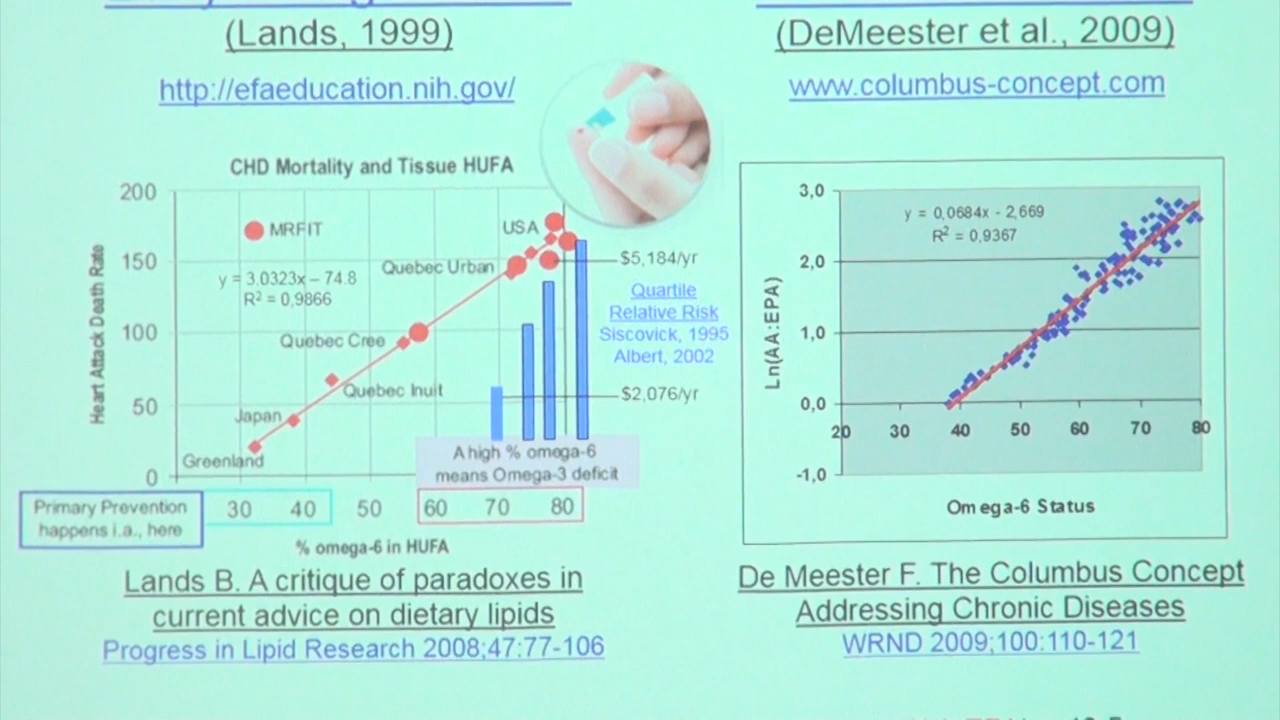 (Lands, 1999)
http://efaeducation.nih.gov/
CHD Mortality and Tissue HUFA
Heart Attack Death Rate
200
150
100
50
0
MRFIT
y = 3.0323x – 74.8
R² = 0,9866
USA
Quebec Urban
Quebec Cree
Quebec Inuit
Japan
Greenland
$5,184/yr
Quartile
Relative Risk
Siscovick, 1995
Albert, 2002
$2,076/yr
A high % omega-6
means Omega-3 deficit
Primary Prevention
happens i.a., here
30 40 50 60 70 80
% omega-6 in HUFA
Lands B. A critique of paradoxes in
current advice on dietary lipids
Progress in Lipid Research 2008;47:77-106
(DeMeester et al., 2009)
www.columbus-concept.com
Ln(AA:EPA)
3,0
2,0
1,0
0,0
-1,0
y = 0,0684x - 2,669
R² = 0,9367
20 30 40 50 60 70 80
Omega-6 Status
De Meester F. The Columbus Concept
Addressing Chronic Diseases
WRND 2009;100:110-121